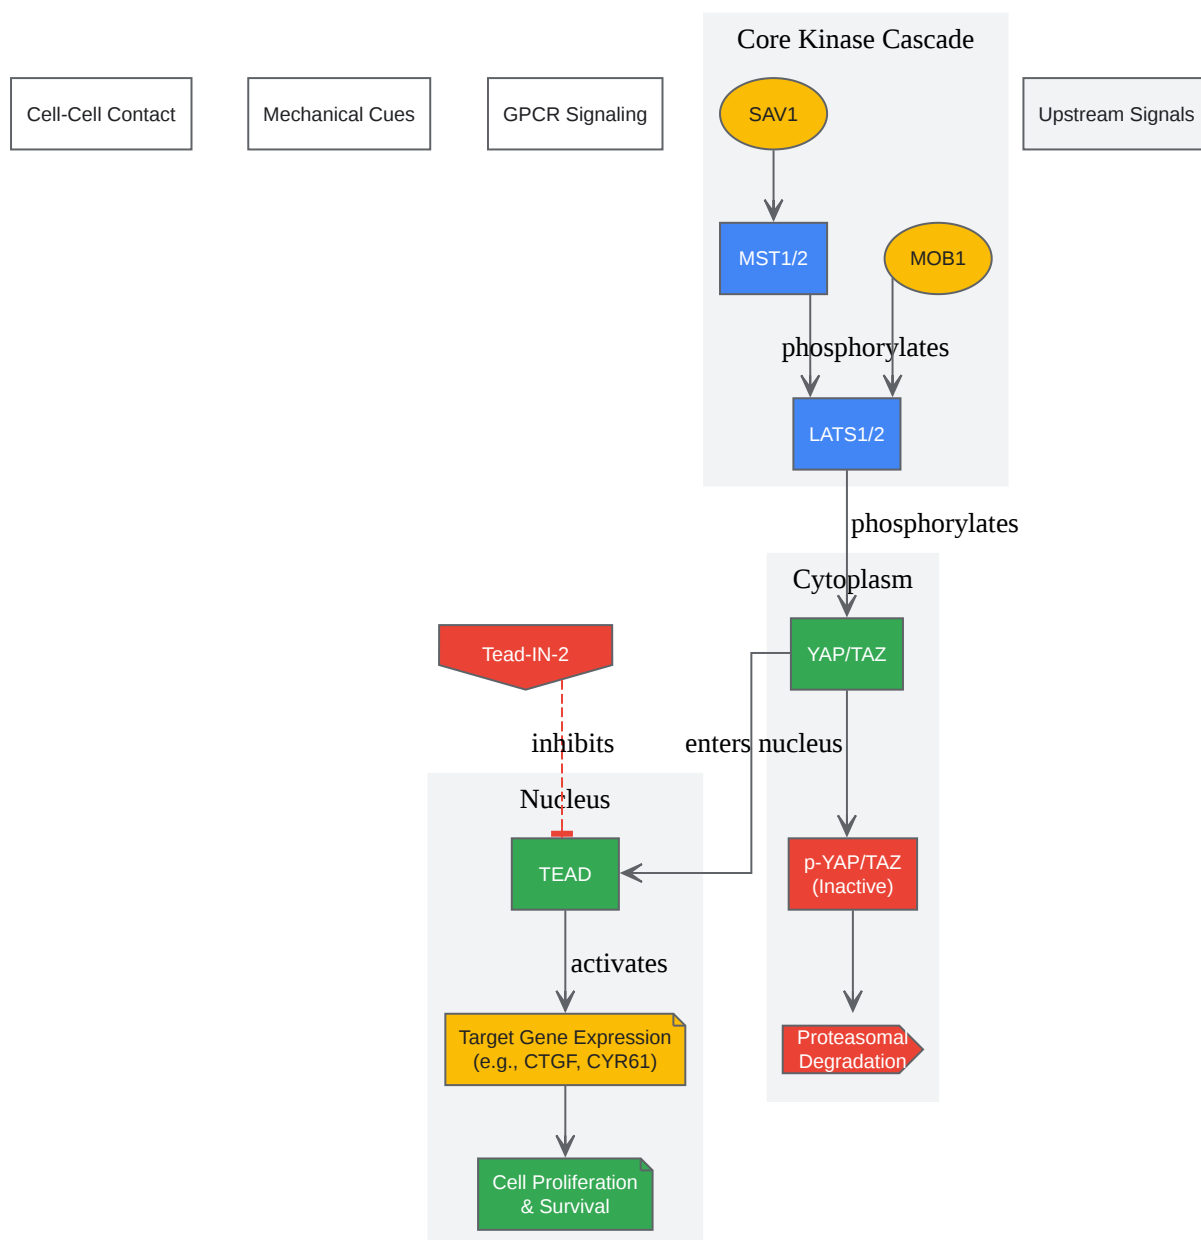 Core Kinase Cascade
Cell-Cell Contact
Mechanical Cues
GPCR Signaling
SAV1
Upstream Signals
MST1/2
MOB1
phosphorylates
LATS1/2
phosphorylates
Cytoplasm
Tead-IN-2
YAP/TAZ
inhibits
enters nucleus
Nucleus
TEAD
p-YAP/TAZ
(Inactive)
activates
Target Gene Expression
(e.g., CTGF, CYR61)
Proteasomal
Degradation
Cell Proliferation
& Survival